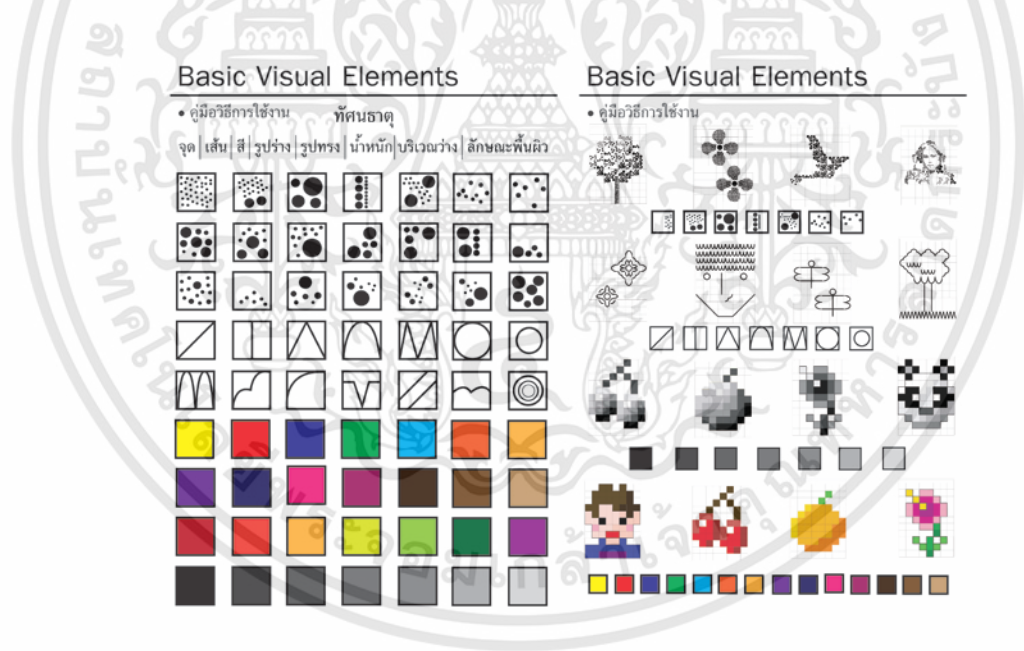 Basic Visual Elements
• คู่มือวิธีการใช้งาน ทัศนธาตุ
จุด | เส้น | สี | รูปร่าง | รูปทรง | น้ำหนัก | บริเวณว่าง | ลักษณะพื้นผิว
Basic Visual Elements
• คู่มือวิธีการใช้งาน